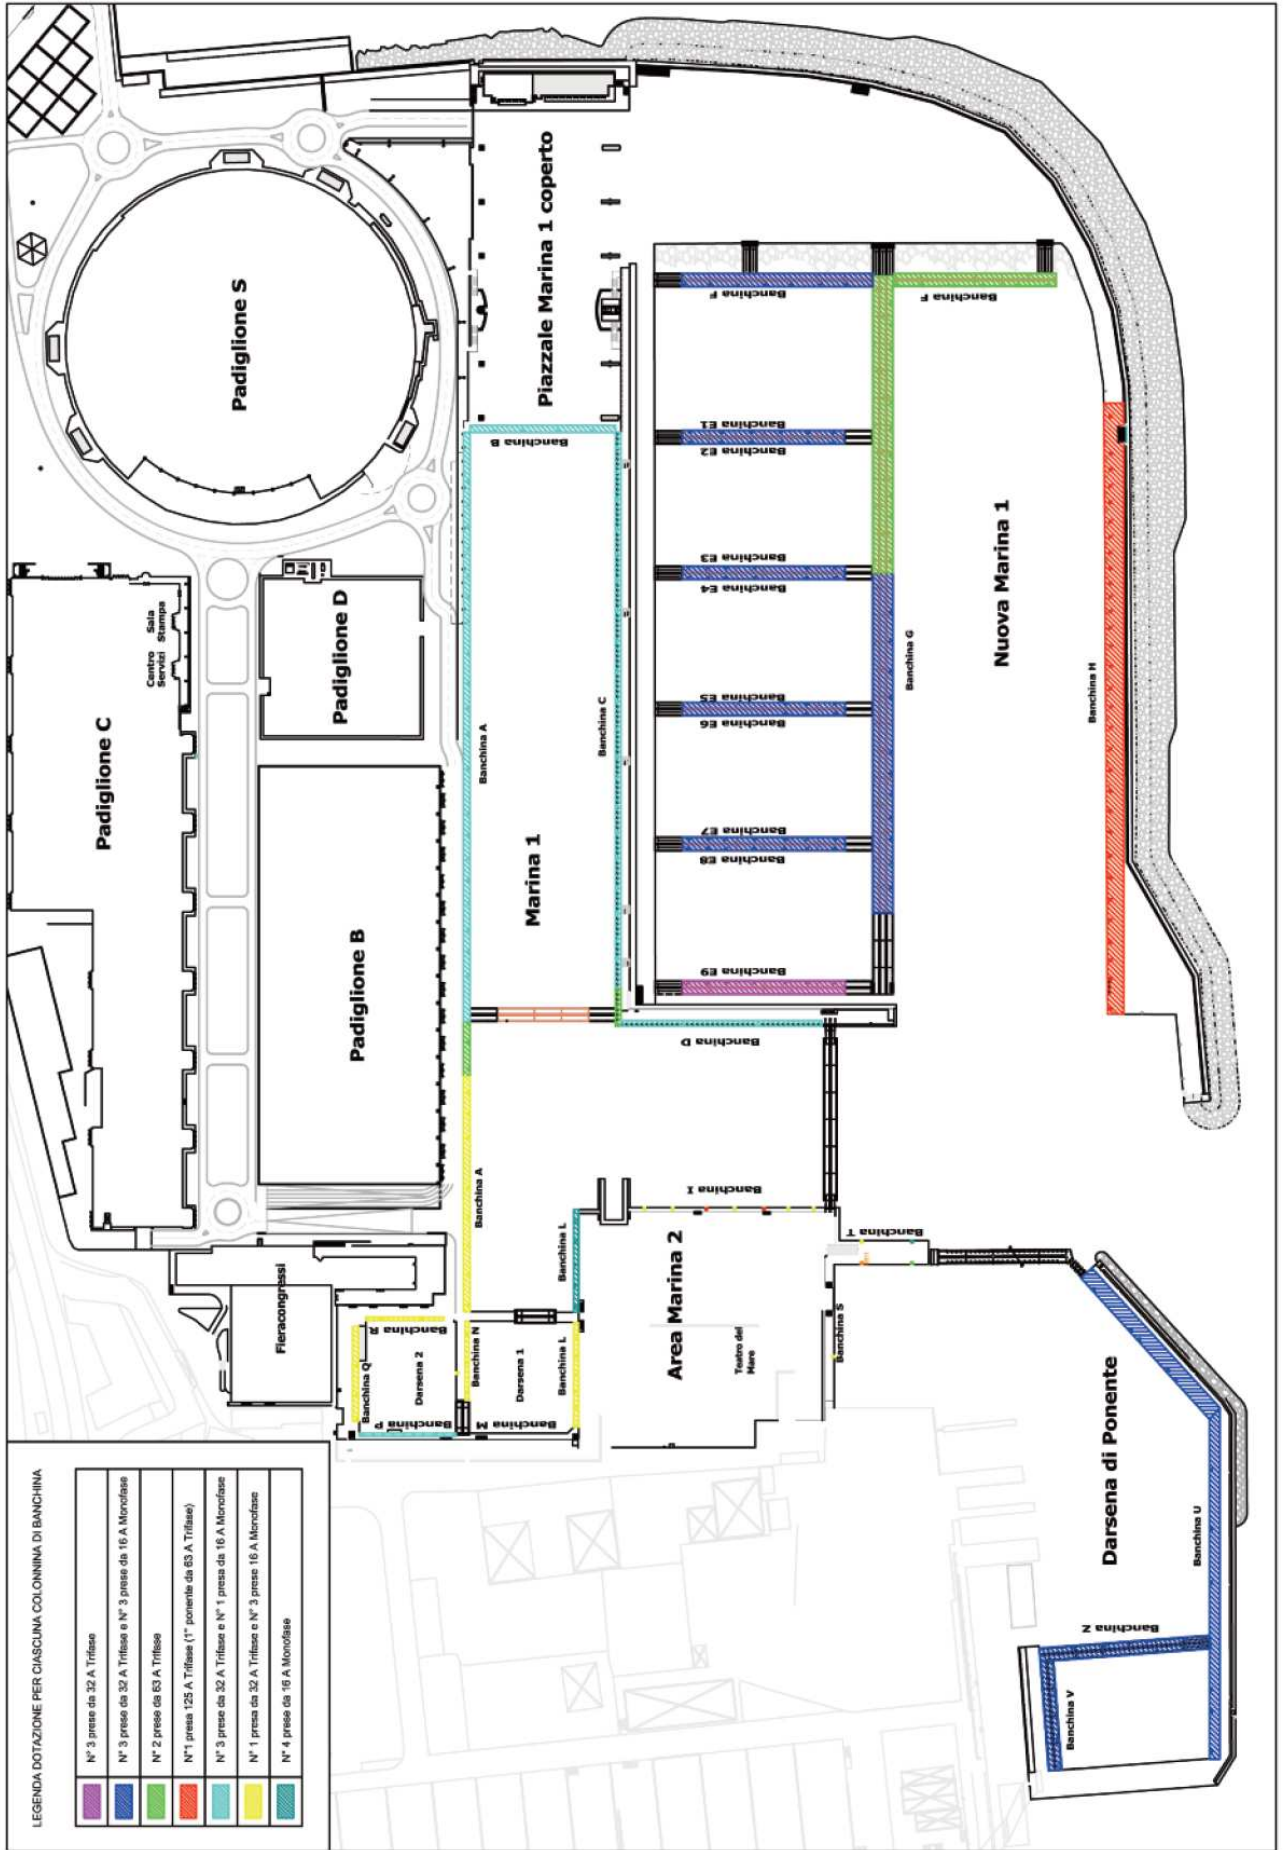 LEGENDA DOTAZIONE PER CIASCUNA COLONNINA DI BANCHINA
N° 3 prese da 32 A Trifase
N° 3 prese da 32 A Trifase e N° 3 prese da 16 A Monofase
N° 2 prese da 63 A Trifase
N°1 presa 125 A Trifase (1° ponente da 63 A Trifase)
N° 3 prese da 32 A Trifase e N° 1 presa da 16 A Monofase
N° 1 presa da 32 A Trifase e N° 3 prese 16 A Monofase
N° 4 prese da 16 A Monofase
Padiglione S
Padiglione C
Centro
Servizi
Sala
Stampa
Padiglione D
Padiglione B
Fieracongressi
Piazzale Marina 1 coperto
Marina 1
Nuova Marina 1
Area Marina 2
Teatro del
Mare
Darsena di Ponente
Darsena 1
Darsena 2
Banchina A
Banchina A
Banchina B
Banchina C
Banchina D
Banchina E1
Banchina E2
Banchina E3
Banchina E4
Banchina E5
Banchina E6
Banchina E7
Banchina E8
Banchina E9
Banchina F
Banchina F
Banchina G
Banchina H
Banchina I
Banchina L
Banchina L
Banchina M
Banchina N
Banchina P
Banchina Q
Banchina R
Banchina S
Banchina T
Banchina U
Banchina V
Banchina Z